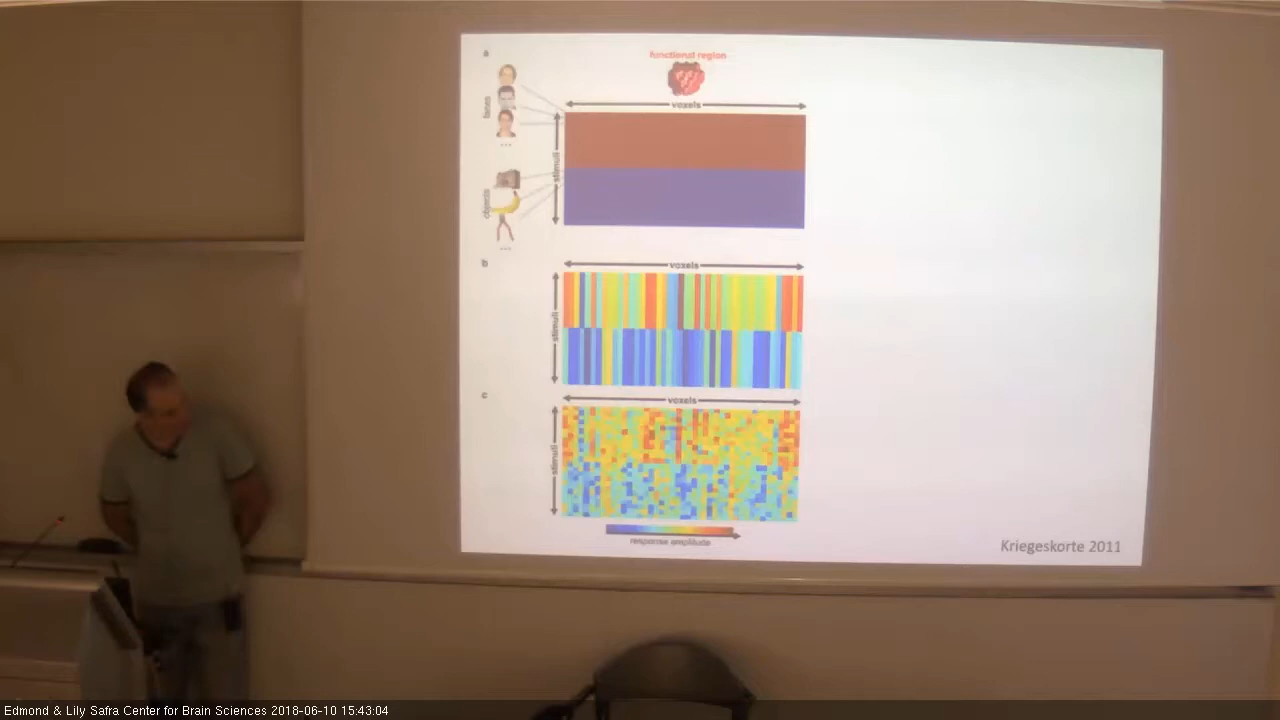 a
functional region
voxels
faces
stimuli
...
objects
...
b
voxels
stimuli
c
voxels
stimuli
response amplitude
Kriegeskorte 2011
Edmond & Lily Safra Center for Brain Sciences 2018-06-10 15:43:04